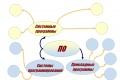 Системные
программы
ПО
Системы
программирования
Прикладные
программы